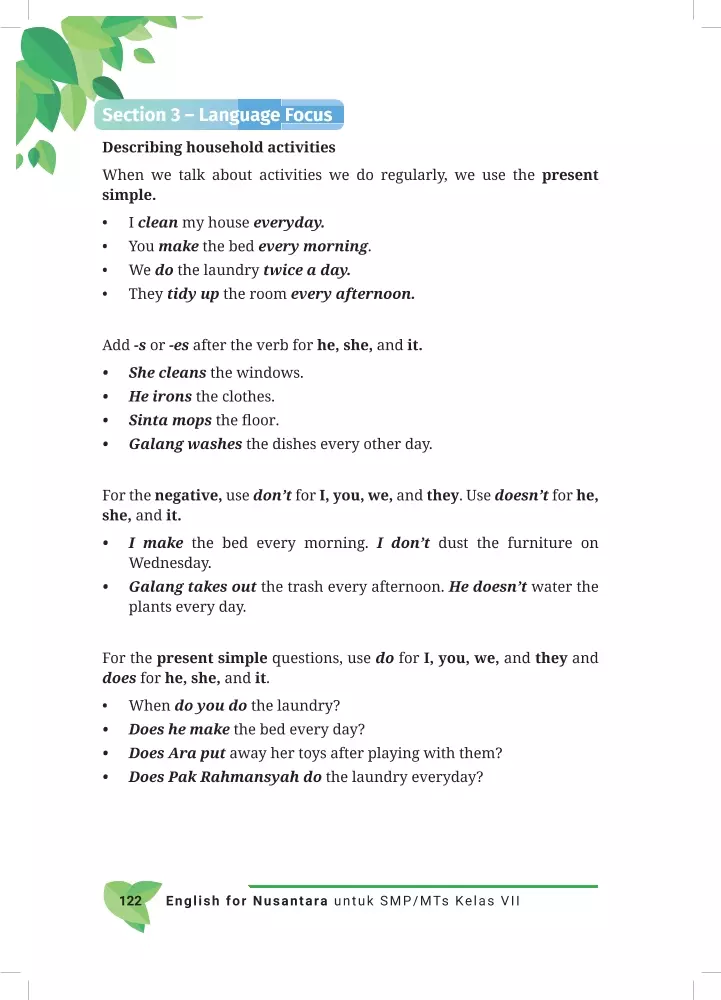 Section 3 – Language Focus
Describing household activities
When we talk about activities we do regularly, we use the present
simple.
• I clean my house everyday.
• You make the bed every morning.
• We do the laundry twice a day.
• They tidy up the room every afternoon.
Add -s or -es after the verb for he, she, and it.
• She cleans the windows.
• He irons the clothes.
• Sinta mops the floor.
• Galang washes the dishes every other day.
For the negative, use don’t for I, you, we, and they. Use doesn’t for he,
she, and it.
• I make the bed every morning. I don’t dust the furniture on
Wednesday.
• Galang takes out the trash every afternoon. He doesn’t water the
plants every day.
For the present simple questions, use do for I, you, we, and they and
does for he, she, and it.
• When do you do the laundry?
• Does he make the bed every day?
• Does Ara put away her toys after playing with them?
• Does Pak Rahmansyah do the laundry everyday?
122 English for Nusantara untuk SMP/MTs Kelas VII